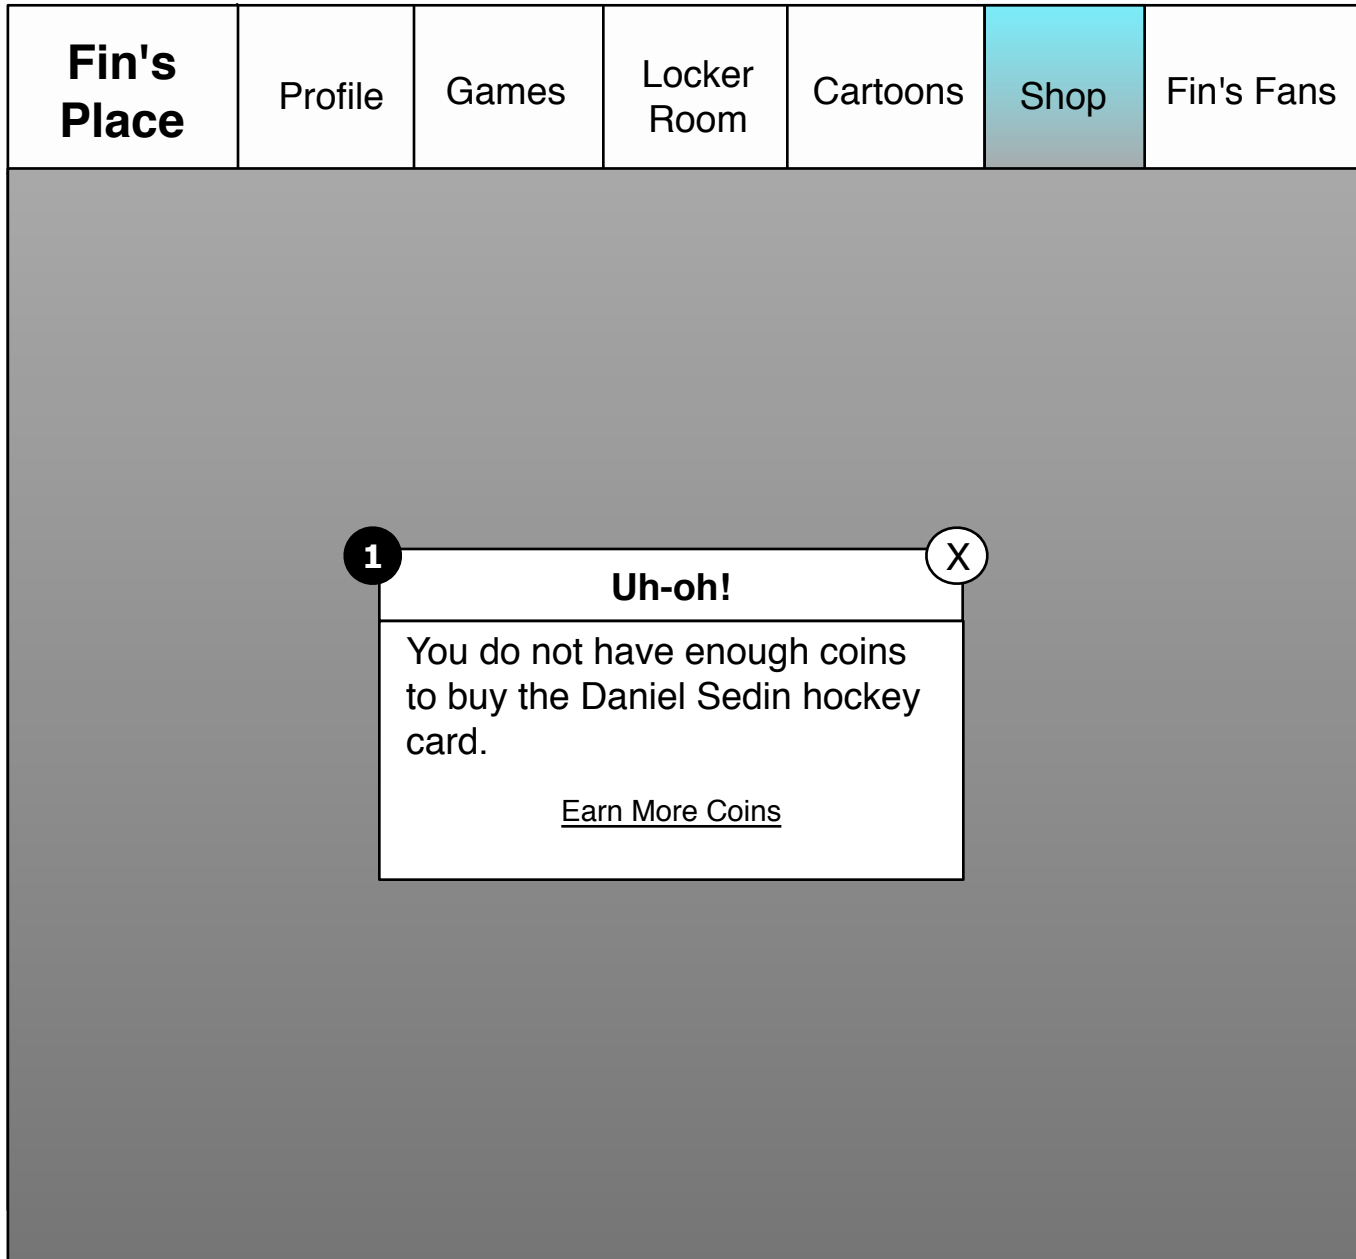 Fin's
Place
Profile
Games
Locker
Room
Cartoons
Shop
Fin's Fans
1
X
Uh-oh!
You do not have enough coins
to buy the Daniel Sedin hockey
card.
Earn More Coins